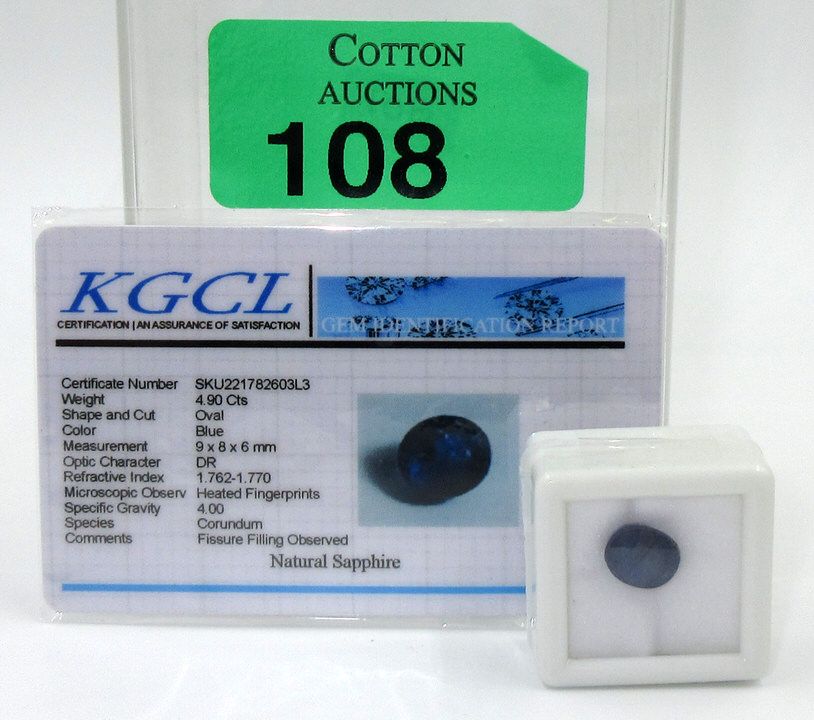 COTTON
AUCTIONS
108
KGCL
CERTIFICATION | AN ASSURANCE OF SATISFACTION
GEM IDENTIFICATION REPORT
Certificate Number SKU221782603L3
Weight 4.90 Cts
Shape and Cut Oval
Color Blue
Measurement 9 x 8 x 6 mm
Optic Character DR
Refractive Index 1.762-1.770
Microscopic Observ Heated Fingerprints
Specific Gravity 4.00
Species Corundum
Comments Fissure Filling Observed
Natural Sapphire